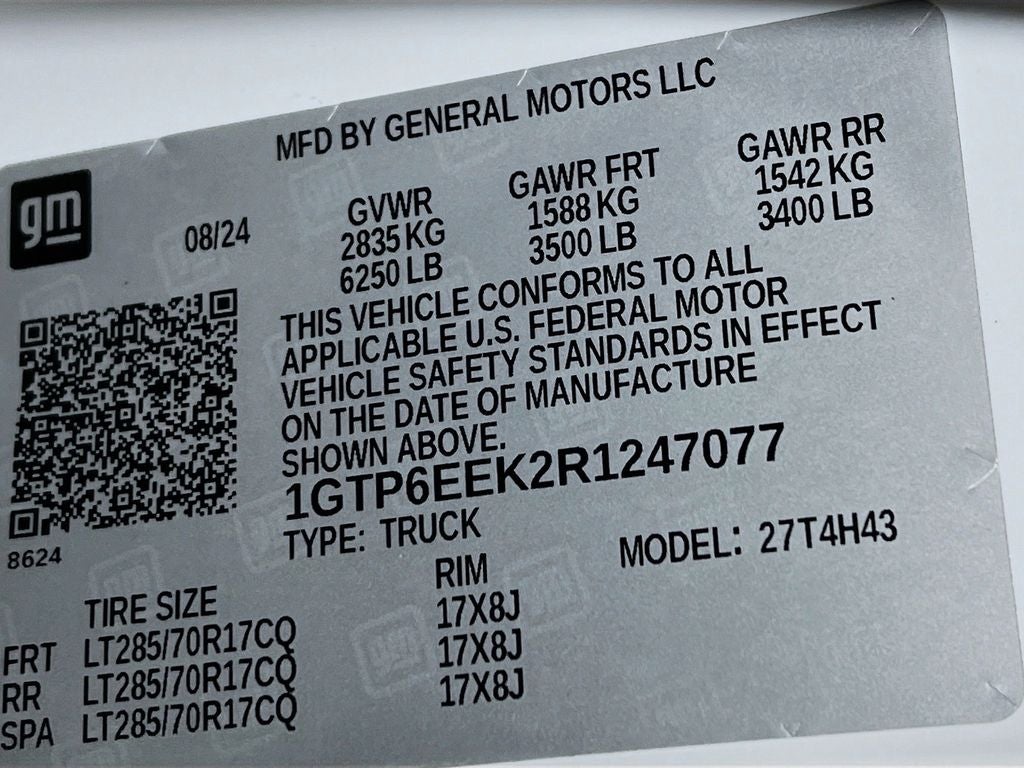 MFD BY GENERAL MOTORS LLC
gm
08/24
GVWR
2835 KG
6250 LB
GAWR FRT
1588 KG
3500 LB
GAWR RR
1542 KG
3400 LB
THIS VEHICLE CONFORMS TO ALL
APPLICABLE U.S. FEDERAL MOTOR
VEHICLE SAFETY STANDARDS IN EFFECT
ON THE DATE OF MANUFACTURE
SHOWN ABOVE.
1GTP6EEK2R1247077
8624
TYPE: TRUCK
MODEL: 27T4H43
TIRE SIZE RIM
FRT LT285/70R17CQ 17X8J
RR LT285/70R17CQ 17X8J
SPA LT285/70R17CQ 17X8J